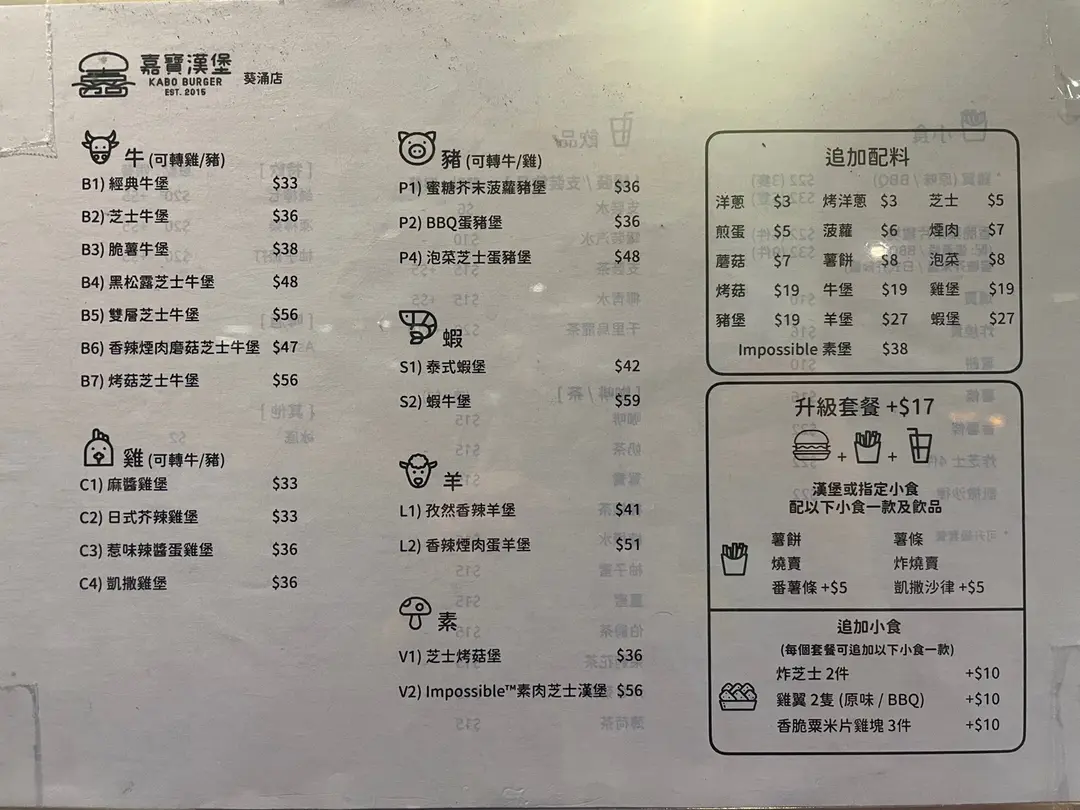 嘉寶漢堡
KABO BURGER
EST. 2015
葵涌店
牛 (可轉雞/豬)
B1) 經典牛堡 $33
B2) 芝士牛堡 $36
B3) 脆薯牛堡 $38
B4) 黑松露芝士牛堡 $48
B5) 雙層芝士牛堡 $56
B6) 香辣煙肉蘑菇芝士牛堡 $47
B7) 烤菇芝士牛堡 $56
雞 (可轉牛/豬)
C1) 麻醬雞堡 $33
C2) 日式芥辣雞堡 $33
C3) 惹味辣醬蛋雞堡 $36
C4) 凱撒雞堡 $36
豬 (可轉牛/雞)
P1) 蜜糖芥末菠蘿豬堡 $36
P2) BBQ蛋豬堡 $36
P4) 泡菜芝士蛋豬堡 $48
蝦
S1) 泰式蝦堡 $42
S2) 蝦牛堡 $59
羊
L1) 孜然香辣羊堡 $41
L2) 香辣煙肉蛋羊堡 $51
素
V1) 芝士烤菇堡 $36
V2) Impossible™素肉芝士漢堡 $56
追加配料
洋蔥 $3 烤洋蔥 $3 芝士 $5
煎蛋 $5 菠蘿 $6 煙肉 $7
蘑菇 $7 薯餅 $8 泡菜 $8
烤菇 $19 牛堡 $19 雞堡 $19
豬堡 $19 羊堡 $27 蝦堡 $27
Impossible 素堡 $38
升級套餐 +$17
+ +
漢堡或指定小食
配以下小食一款及飲品
薯餅 薯條
燒賣 炸燒賣
番薯條 +$5 凱撒沙律 +$5
追加小食
(每個套餐可追加以下小食一款)
炸芝士 2件 +$10
雞翼 2隻 (原味 / BBQ) +$10
香脆粟米片雞塊 3件 +$10